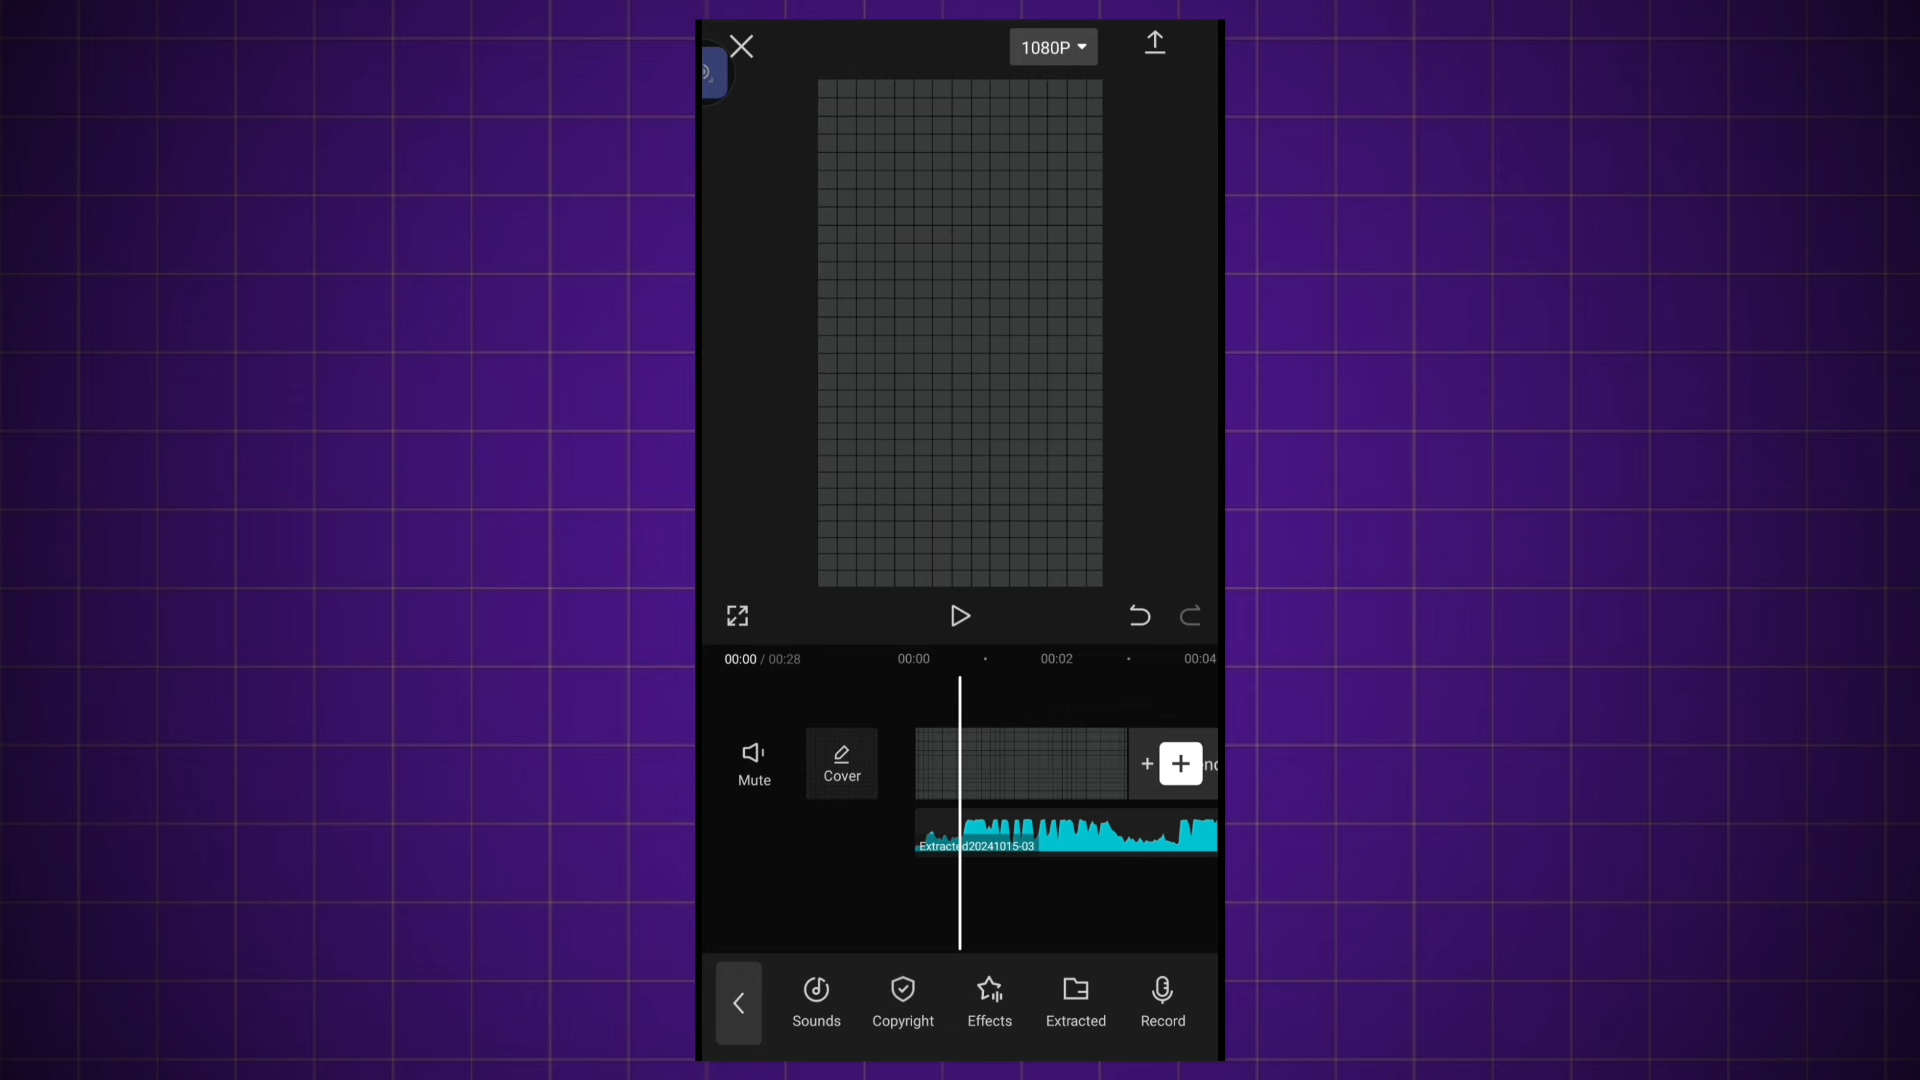 1080P
00:00 / 00:28
00:00
00:02
00:04
Mute
Cover
Extracted20241015-03
Sounds
Copyright
Effects
Extracted
Record